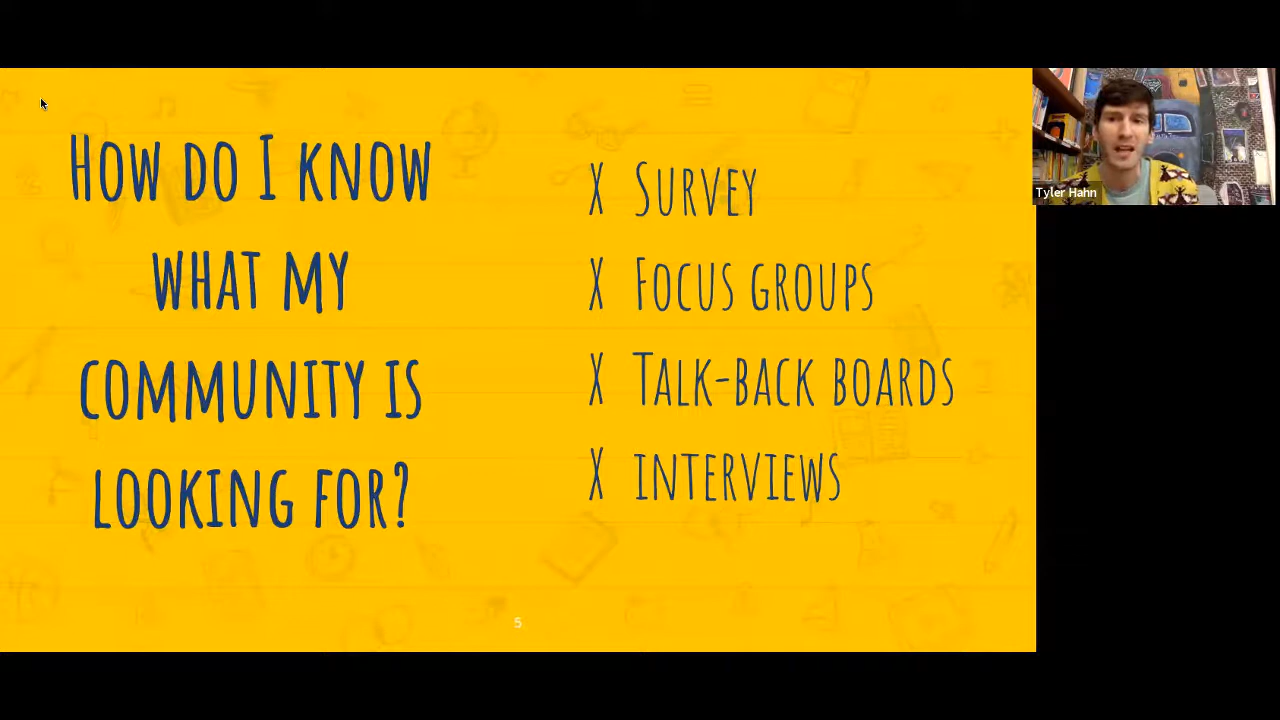 How do I know
what my
community is
looking for?
X Survey
X Focus groups
X Talk-back boards
X interviews
5
Tyler Hahn